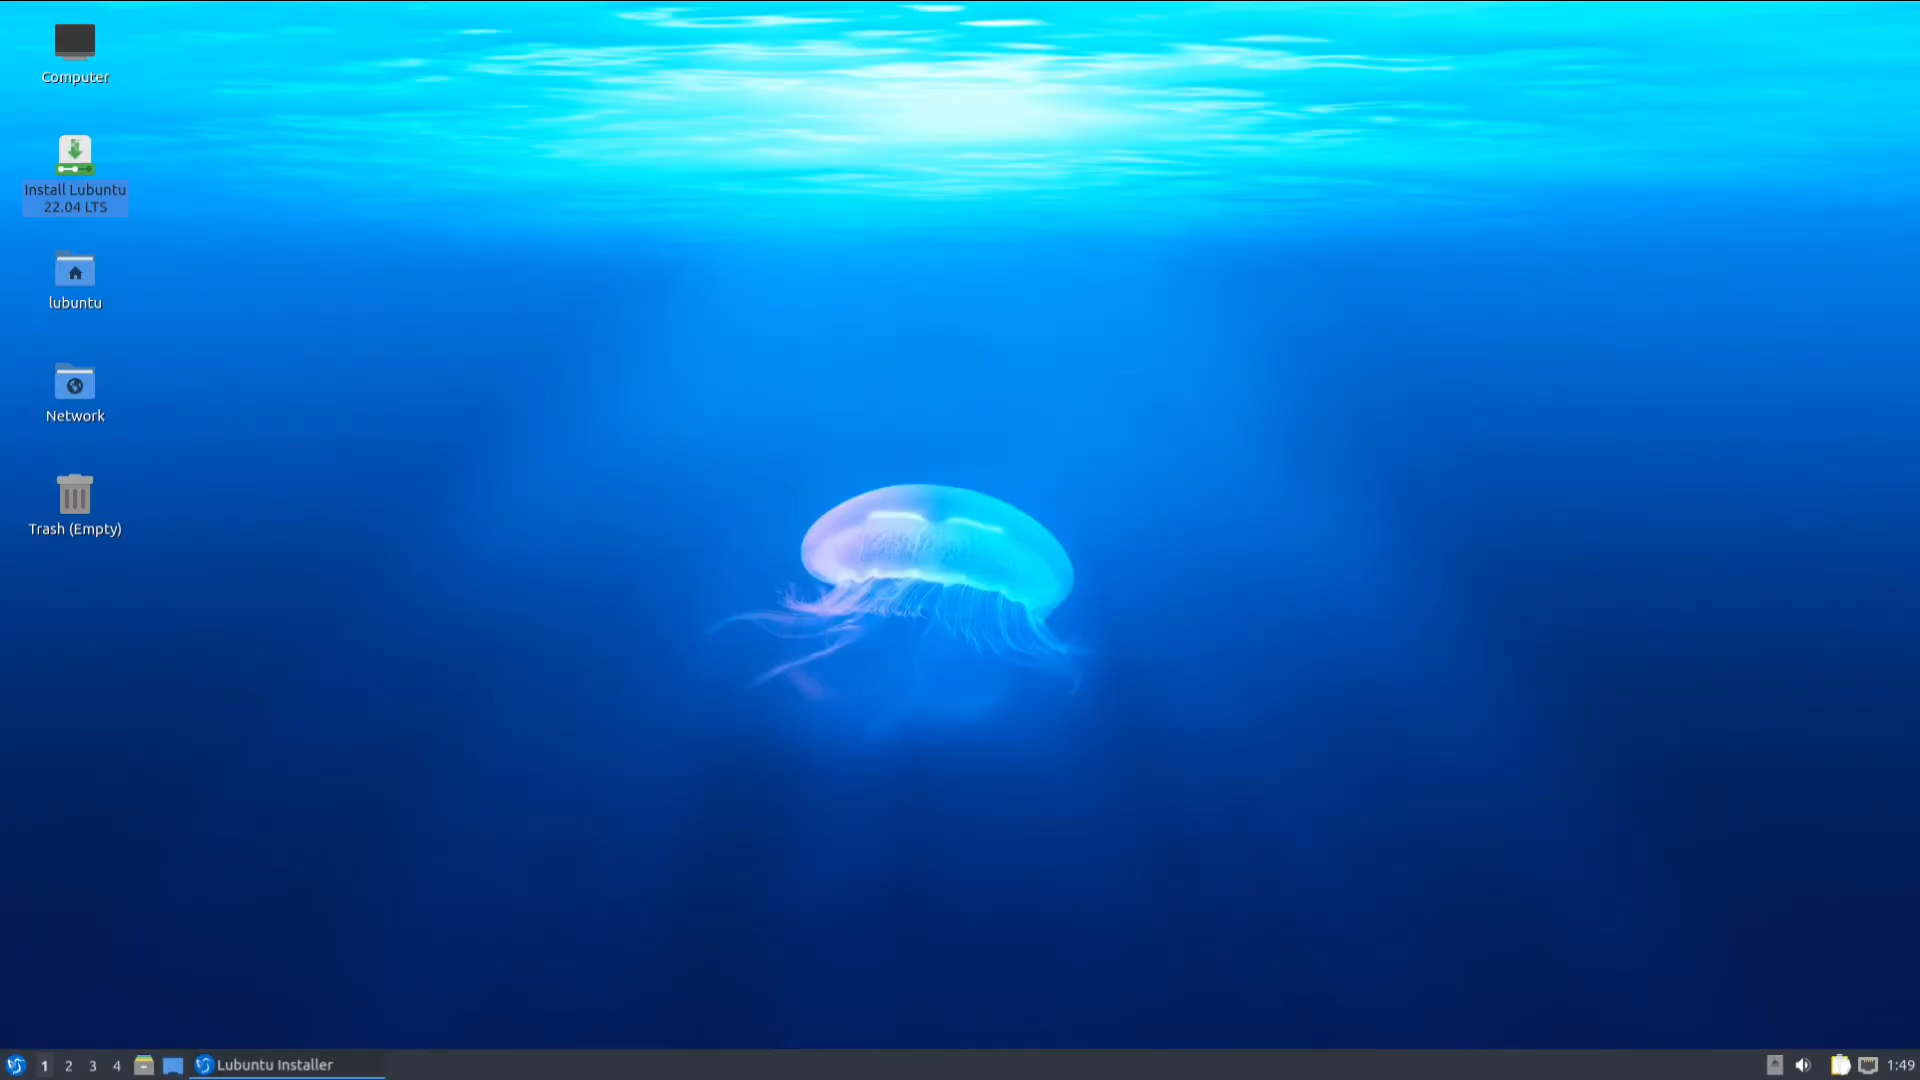 Computer
Install Lubuntu
22.04 LTS
lubuntu
Network
Trash (Empty)
1 2 3 4 Lubuntu Installer 1:49